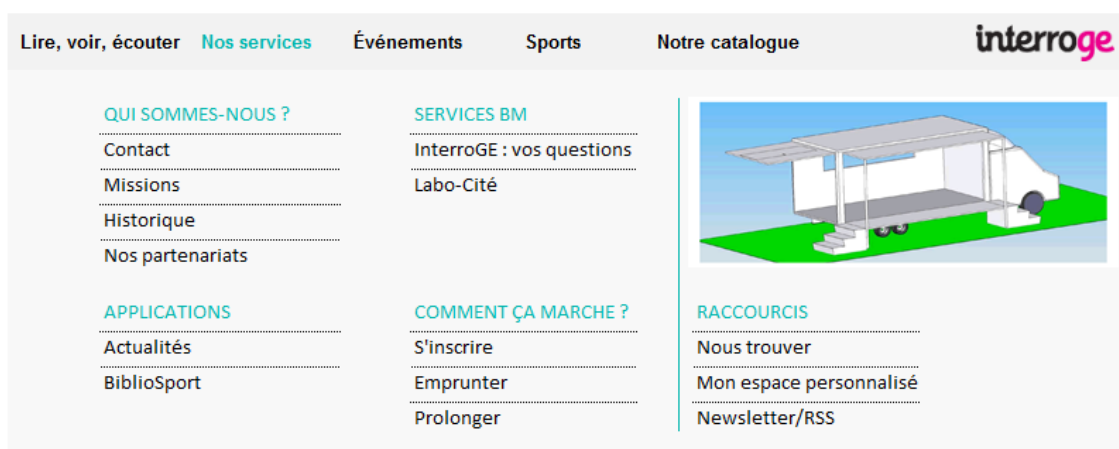 Lire, voir, écouter Nos services Événements Sports Notre catalogue interroge
QUI SOMMES-NOUS ?
Contact
Missions
Historique
Nos partenariats
SERVICES BM
InterroGE : vos questions
Labo-Cité
APPLICATIONS
Actualités
BiblioSport
COMMENT ÇA MARCHE ?
S'inscrire
Emprunter
Prolonger
RACCOURCIS
Nous trouver
Mon espace personnalisé
Newsletter/RSS